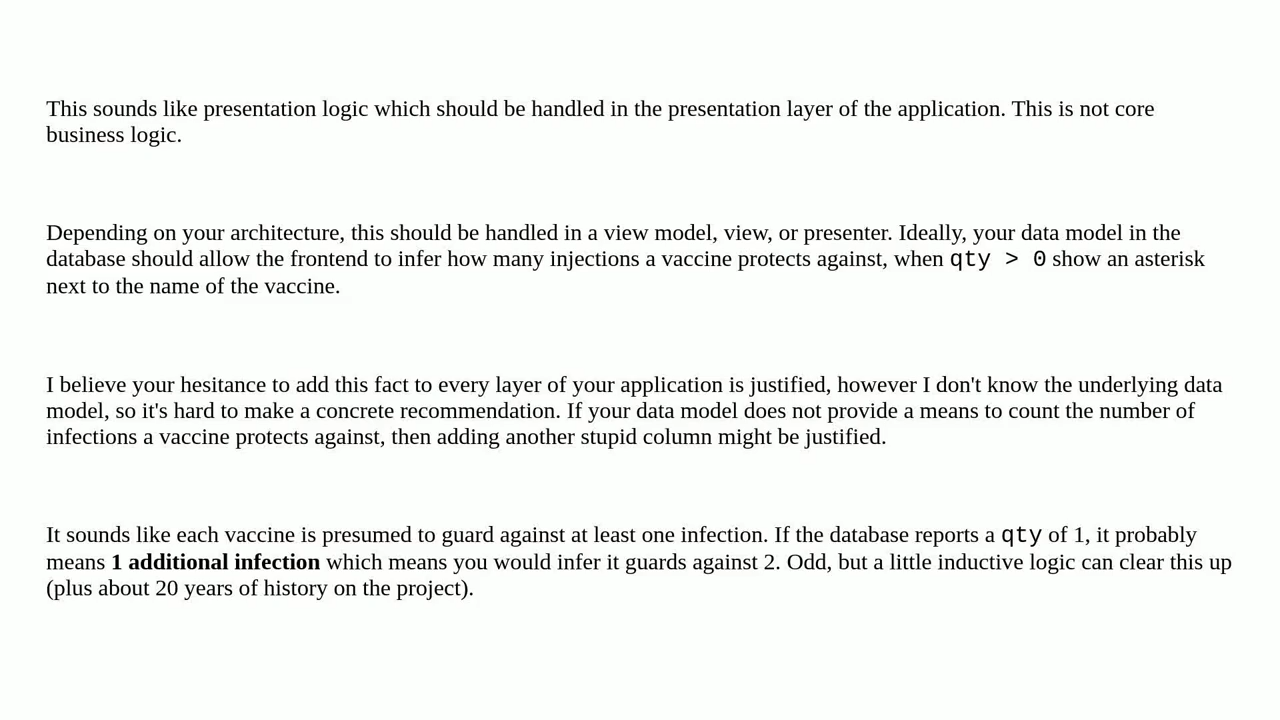 This sounds like presentation logic which should be handled in the presentation layer of the application. This is not core
business logic.
Depending on your architecture, this should be handled in a view model, view, or presenter. Ideally, your data model in the
database should allow the frontend to infer how many injections a vaccine protects against, when qty > 0 show an asterisk
next to the name of the vaccine.
I believe your hesitance to add this fact to every layer of your application is justified, however I don't know the underlying data
model, so it's hard to make a concrete recommendation. If your data model does not provide a means to count the number of
infections a vaccine protects against, then adding another stupid column might be justified.
It sounds like each vaccine is presumed to guard against at least one infection. If the database reports a qty of 1, it probably
means 1 additional infection which means you would infer it guards against 2. Odd, but a little inductive logic can clear this up
(plus about 20 years of history on the project).